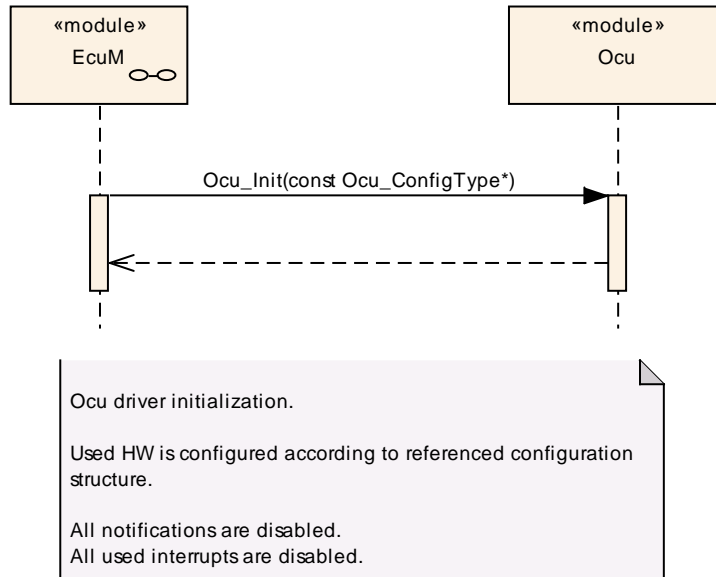 «module»
EcuM
«module»
Ocu
Ocu_Init(const Ocu_ConfigType*)
Ocu driver initialization.
Used HW is configured according to referenced configuration
structure.
All notifications are disabled.
All used interrupts are disabled.